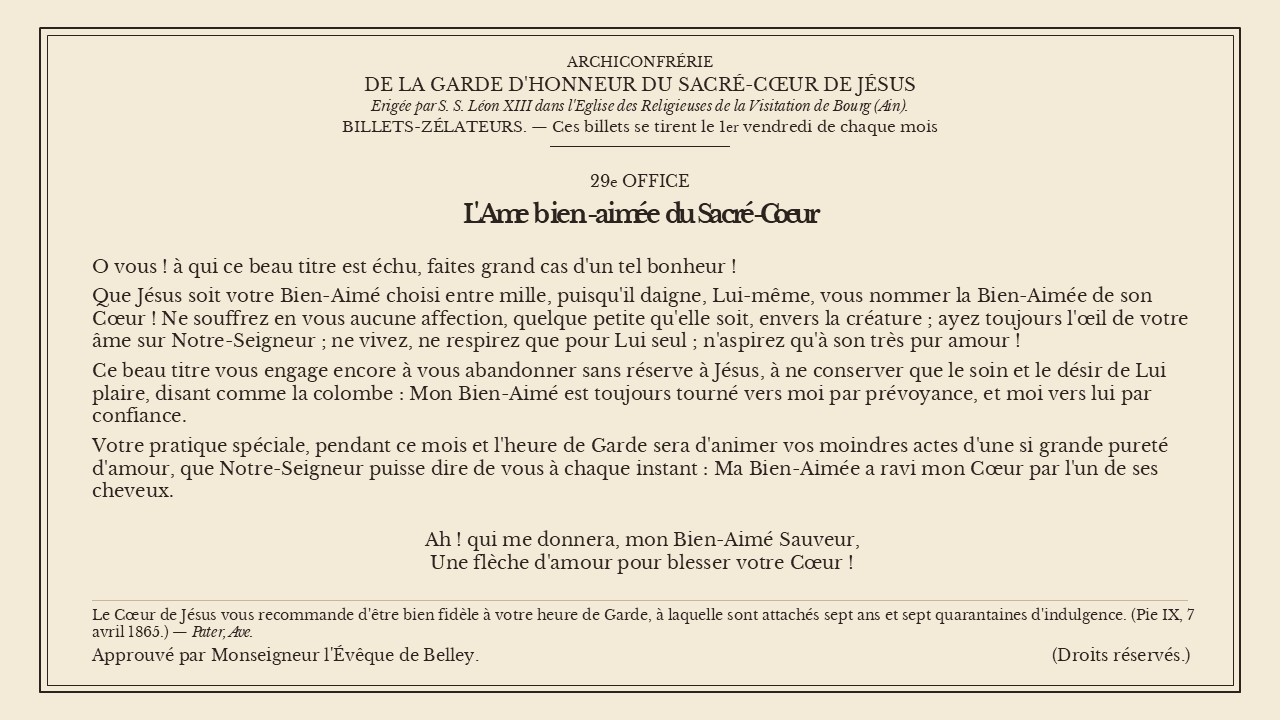 ARCHICONFRÉRIE
DE LA GARDE D'HONNEUR DU SACRÉ-CŒUR DE JÉSUS
Erigée par S. S. Léon XIII dans l'Eglise des Religieuses de la Visitation de Bourg (Ain).
BILLETS-ZÉLATEURS. — Ces billets se tirent le 1er vendredi de chaque mois
29e OFFICE
L'Ame bien-aimée du Sacré-Cœur
O vous ! à qui ce beau titre est échu, faites grand cas d'un tel bonheur !
Que Jésus soit votre Bien-Aimé choisi entre mille, puisqu'il daigne, Lui-même, vous nommer la Bien-Aimée de son
Cœur ! Ne souffrez en vous aucune affection, quelque petite qu'elle soit, envers la créature ; ayez toujours l'œil de votre
âme sur Notre-Seigneur ; ne vivez, ne respirez que pour Lui seul ; n'aspirez qu'à son très pur amour !
Ce beau titre vous engage encore à vous abandonner sans réserve à Jésus, à ne conserver que le soin et le désir de Lui
plaire, disant comme la colombe : Mon Bien-Aimé est toujours tourné vers moi par prévoyance, et moi vers lui par
confiance.
Votre pratique spéciale, pendant ce mois et l'heure de Garde sera d'animer vos moindres actes d'une si grande pureté
d'amour, que Notre-Seigneur puisse dire de vous à chaque instant : Ma Bien-Aimée a ravi mon Cœur par l'un de ses
cheveux.
Ah ! qui me donnera, mon Bien-Aimé Sauveur,
Une flèche d'amour pour blesser votre Cœur !
Le Cœur de Jésus vous recommande d'être bien fidèle à votre heure de Garde, à laquelle sont attachés sept ans et sept quarantaines d'indulgence. (Pie IX, 7
avril 1865.) — Pater, Ave.
Approuvé par Monseigneur l'Évêque de Belley.
(Droits réservés.)